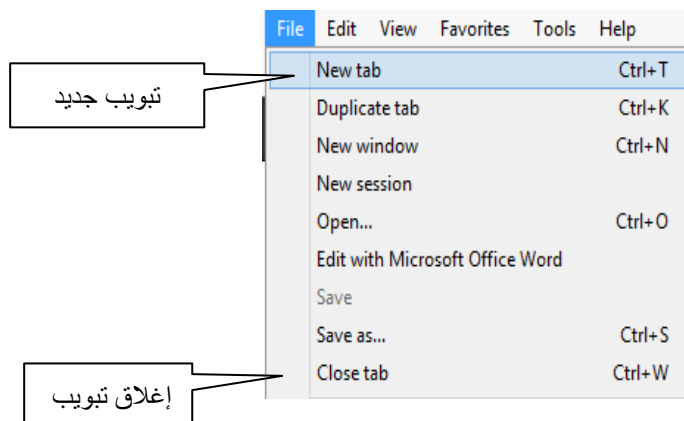 File Edit View Favorites Tools Help
New tab Ctrl+T
تبويب جديد
Duplicate tab Ctrl+K
New window Ctrl+N
New session
Open... Ctrl+O
Edit with Microsoft Office Word
Save
Save as... Ctrl+S
Close tab Ctrl+W
إغلاق تبويب